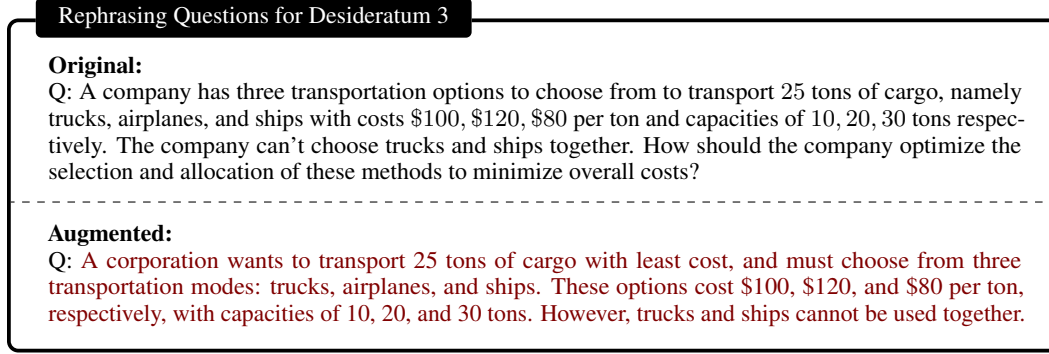 Rephrasing Questions for Desideratum 3
Original:
Q: A company has three transportation options to choose from to transport 25 tons of cargo, namely
trucks, airplanes, and ships with costs $100, $120, $80 per ton and capacities of 10, 20, 30 tons respec-
tively. The company can't choose trucks and ships together. How should the company optimize the
selection and allocation of these methods to minimize overall costs?
Augmented:
Q: A corporation wants to transport 25 tons of cargo with least cost, and must choose from three
transportation modes: trucks, airplanes, and ships. These options cost $100, $120, and $80 per ton,
respectively, with capacities of 10, 20, and 30 tons. However, trucks and ships cannot be used together.